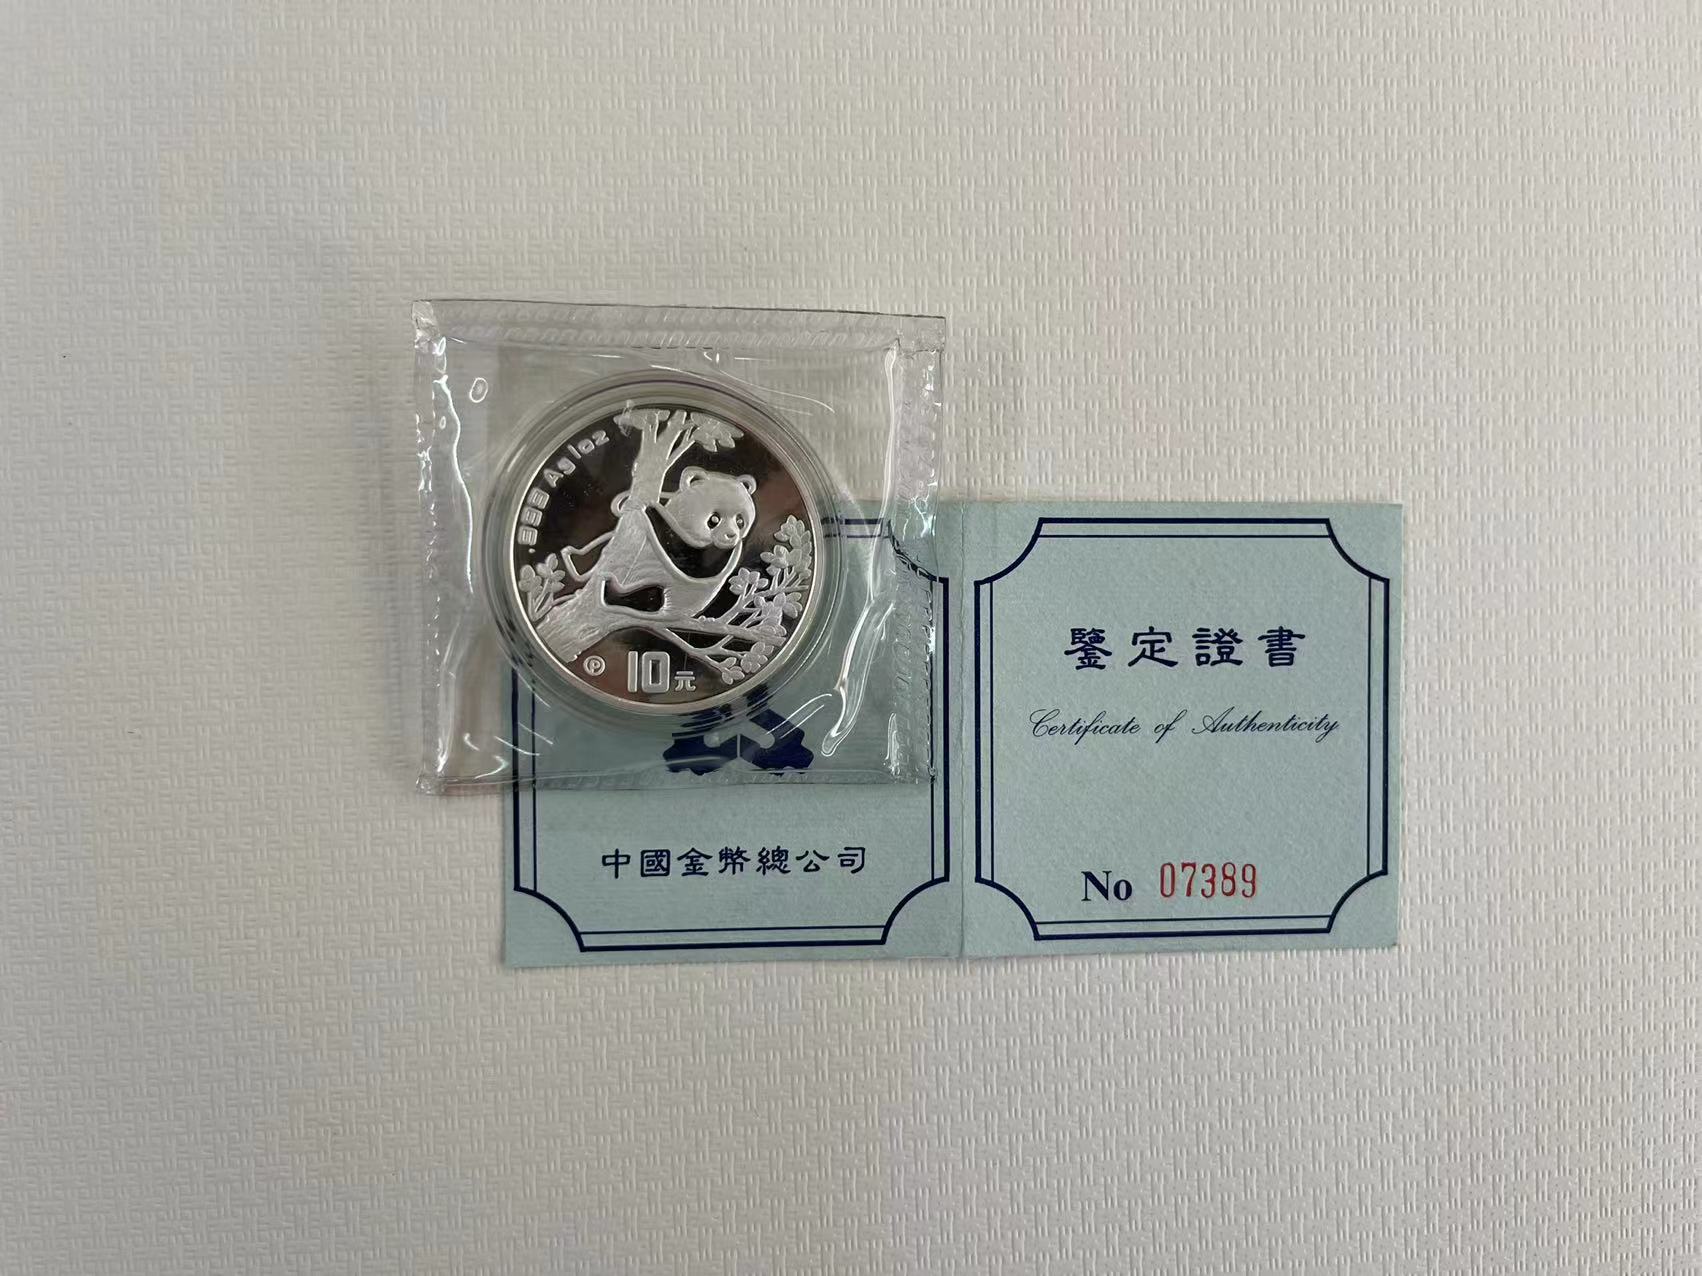 .999 Ag 1oz
P
10元
中國金幣總公司
鑒定證書
Certificate of Authenticity
No 07389